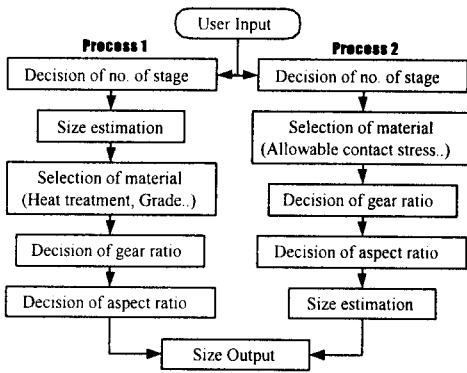 User Input
Process 1
Decision of no. of stage
Size estimation
Selection of material
(Heat treatment, Grade..)
Decision of gear ratio
Decision of aspect ratio
Process 2
Decision of no. of stage
Selection of material
(Allowable contact stress..)
Decision of gear ratio
Decision of aspect ratio
Size estimation
Size Output